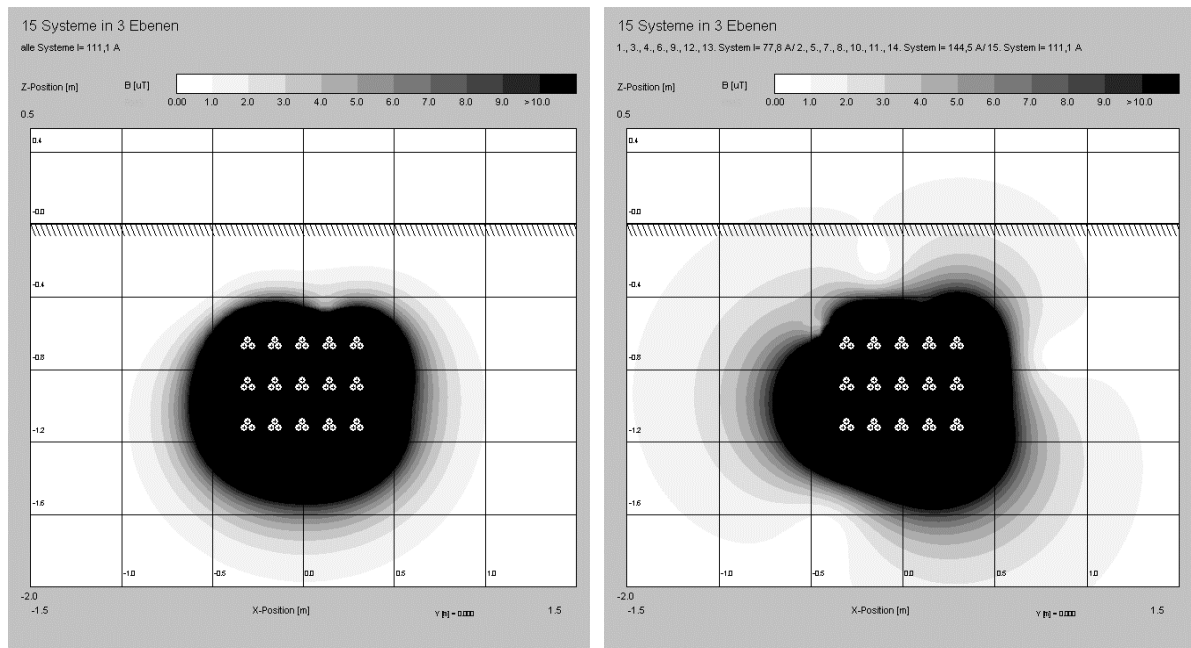 15 Systeme in 3 Ebenen
alle Systeme I= 111,1 A
Z-Position [m]
B [uT]
0.00 1.0 2.0 3.0 4.0 5.0 6.0 7.0 8.0 9.0 >10.0
0.5
0.4
-0.0
-0.4
-0.8
-1.2
-1.6
-1.0 -0.5 0.0 0.5 1.0
-2.0
-1.5 X-Position [m] Y [m] = 0.000 1.5
15 Systeme in 3 Ebenen
1., 3., 4., 6., 9., 12., 13. System I= 77,8 A/ 2., 5., 7., 8., 10., 11., 14. System I= 144,5 A/ 15. System I= 111,1 A
Z-Position [m]
B [uT]
0.00 1.0 2.0 3.0 4.0 5.0 6.0 7.0 8.0 9.0 >10.0
0.5
0.4
-0.0
-0.4
-0.8
-1.2
-1.6
-1.0 -0.5 0.0 0.5 1.0
-2.0
-1.5 X-Position [m] Y [m] = 0.000 1.5